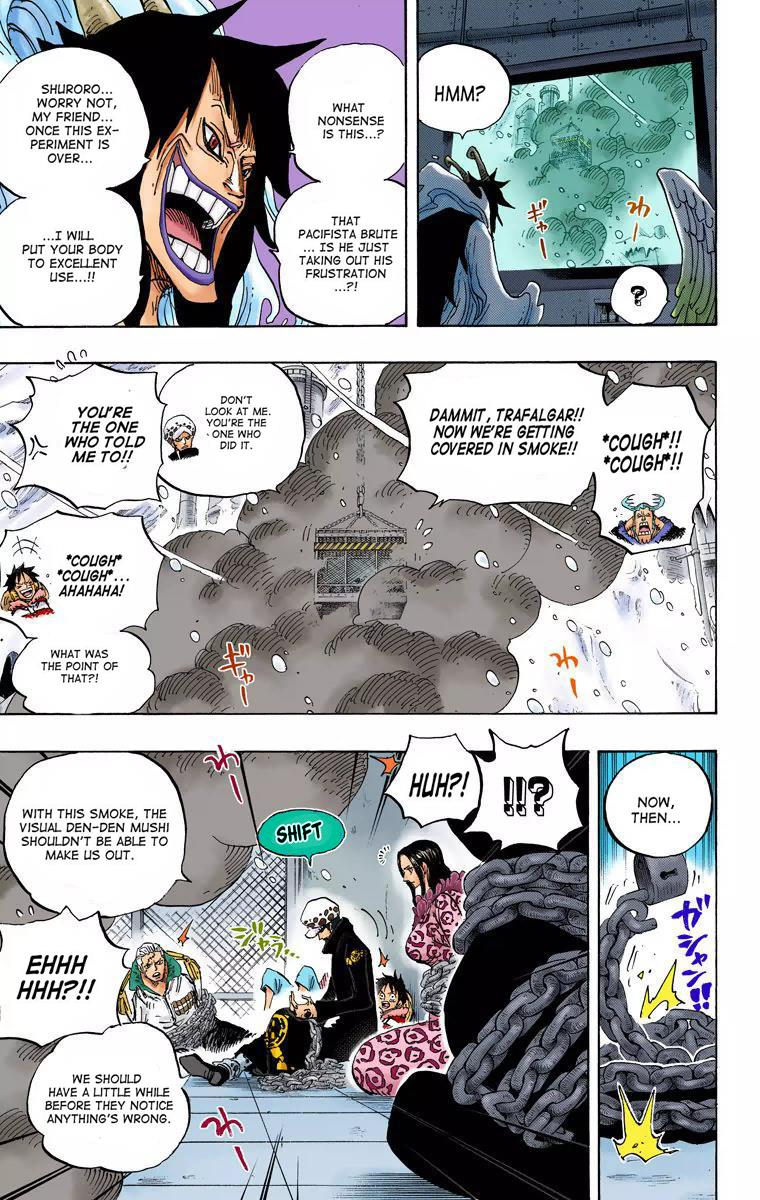 HMM?
ギャー
わー
?
WHAT
NONSENSE
IS THIS...?
THAT
PACIFISTA BRUTE
... IS HE JUST
TAKING OUT HIS
FRUSTRATION
...?!
SHURORO...
WORRY NOT,
MY FRIEND...
ONCE THIS EX-
PERIMENT IS
OVER...
...I WILL
PUT YOUR BODY
TO EXCELLENT
USE...!!
*COUGH*!!
*COUGH*!!
DAMMIT, TRAFALGAR!!
NOW WE'RE GETTING
COVERED IN SMOKE!!
DON'T
LOOK AT ME.
YOU'RE THE
ONE WHO
DID IT.
YOU'RE
THE ONE
WHO TOLD
ME TO!!
*COUGH*
*COUGH*...
AHAHAHA!
WHAT WAS
THE POINT OF
THAT?!
ギャー
わー
NOW,
THEN...
ガシャン!!
!!?
HUH?!
わー
SHIFT
ジャラ...
WITH THIS SMOKE, THE
VISUAL DEN-DEN MUSHI
SHOULDN'T BE ABLE TO
MAKE US OUT.
EHHH
HHH?!!
WE SHOULD
HAVE A LITTLE WHILE
BEFORE THEY NOTICE
ANYTHING'S WRONG.
わー